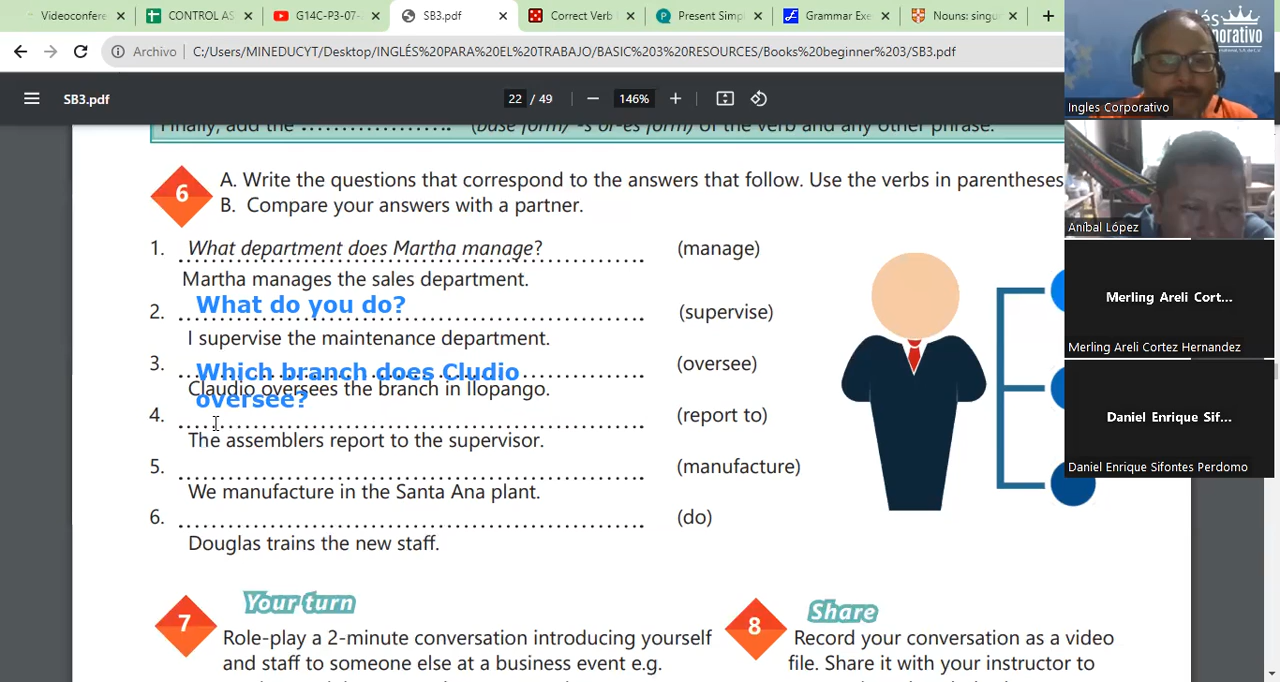 Videoconfere
CONTROL AS
G14C-P3-07-
SB3.pdf
Correct Verb
Present Simpl
Grammar Exe
Nouns: singu
Archivo
C:/Users/MINEDUCYT/Desktop/INGLÉS%20PARA%20EL%20TRABAJO/BASIC%203%20RESOURCES/Books%20beginner%203/SB3.pdf
SB3.pdf
22 / 49
146%
Finally, add the .................... (base form/ -s or-es form) of the verb and any other phrase.
6
A. Write the questions that correspond to the answers that follow. Use the verbs in parentheses
B. Compare your answers with a partner.
1. What department does Martha manage? (manage)
Martha manages the sales department.
What do you do?
2. (supervise)
I supervise the maintenance department.
3. (oversee)
Which branch does Cludio
Claudio oversees the branch in Ilopango.
oversee?
4. (report to)
The assemblers report to the supervisor.
5. (manufacture)
We manufacture in the Santa Ana plant.
6. (do)
Douglas trains the new staff.
7
Your turn
Role-play a 2-minute conversation introducing yourself
and staff to someone else at a business event e.g.
8
Share
Record your conversation as a video
file. Share it with your instructor to
Ingles Corporativo
Aníbal López
Merling Areli Cort...
Merling Areli Cortez Hernandez
Daniel Enrique Sif...
Daniel Enrique Sifontes Perdomo